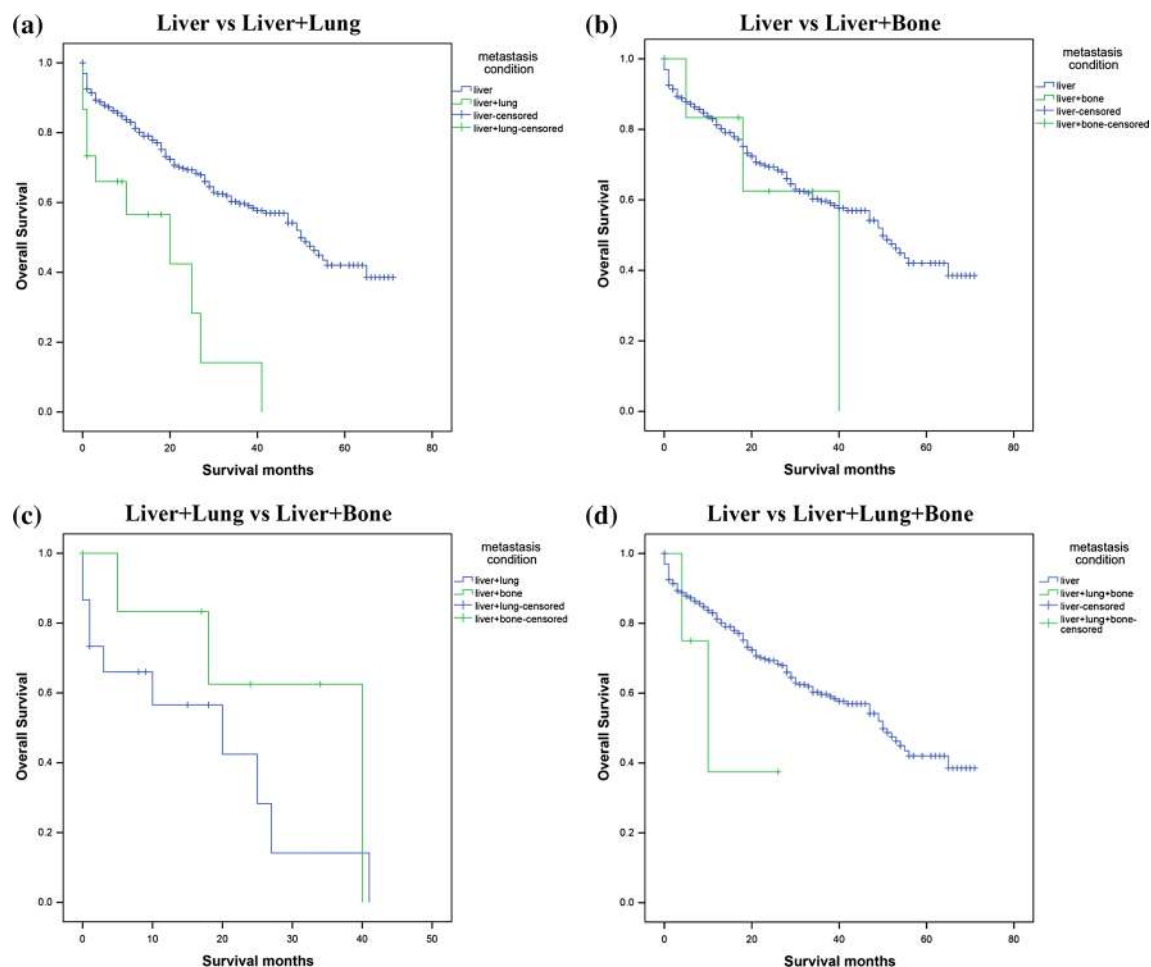 (a)
Liver vs Liver+Lung
metastasis
condition
liver
liver+lung
liver-censored
liver+lung-censored
Overall Survival
1.0
0.8
0.6
0.4
0.2
0.0
0 20 40 60 80
Survival months
(b)
Liver vs Liver+Bone
metastasis
condition
liver
liver+bone
liver-censored
liver+bone-censored
Overall Survival
1.0
0.8
0.6
0.4
0.2
0.0
0 20 40 60 80
Survival months
(c)
Liver+Lung vs Liver+Bone
metastasis
condition
liver+lung
liver+bone
liver+lung-censored
liver+bone-censored
Overall Survival
1.0
0.8
0.6
0.4
0.2
0.0
0 10 20 30 40 50
Survival months
(d)
Liver vs Liver+Lung+Bone
metastasis
condition
liver
liver+lung+bone
liver-censored
liver+lung+bone-
censored
Overall Survival
1.0
0.8
0.6
0.4
0.2
0.0
0 20 40 60 80
Survival months